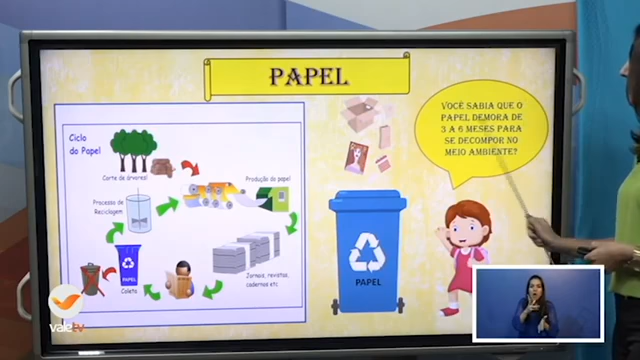 PAPEL
Ciclo
do Papel
Corte de árvores!
Produção do papel
Processo de
Reciclagem
Jornais, revistas,
cadernos etc
PAPEL
Coleta
VOCÊ SABIA QUE O
PAPEL DEMORA DE
3 A 6 MESES PARA
SE DECOMPOR NO
MEIO AMBIENTE?
PAPEL
valetv